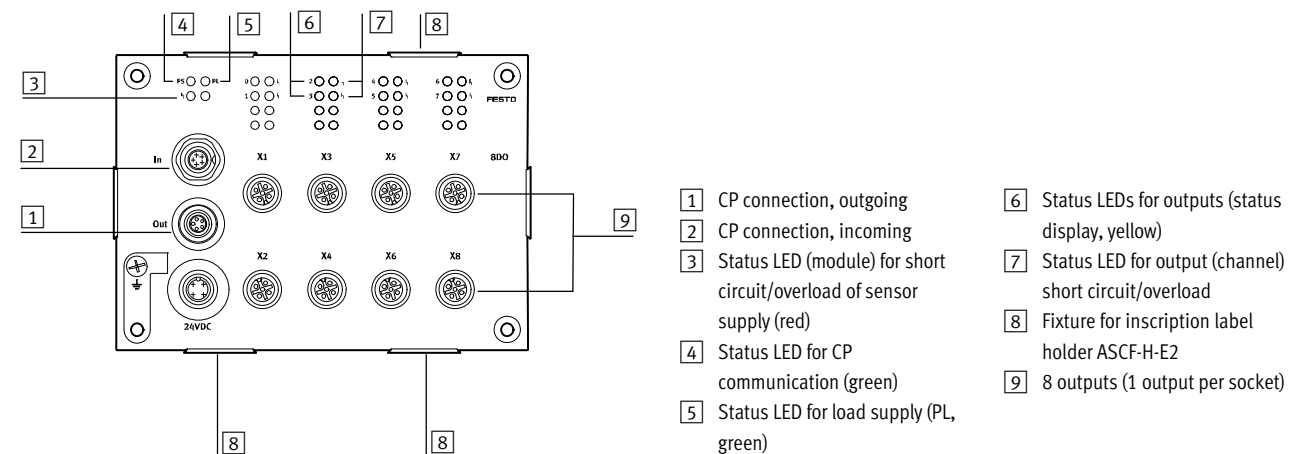 4 5 6 7 8
PS PL
3
0 2 4 6
1 3 5 7
FESTO
2
In X1 X3 X5 X7 8DO
1
Out
9
X2 X4 X6 X8
24VDC
8 8
1 CP connection, outgoing
2 CP connection, incoming
3 Status LED (module) for short
circuit/overload of sensor
supply (red)
4 Status LED for CP
communication (green)
5 Status LED for load supply (PL,
green)
6 Status LEDs for outputs (status
display, yellow)
7 Status LED for output (channel)
short circuit/overload
8 Fixture for inscription label
holder ASCF-H-E2
9 8 outputs (1 output per socket)